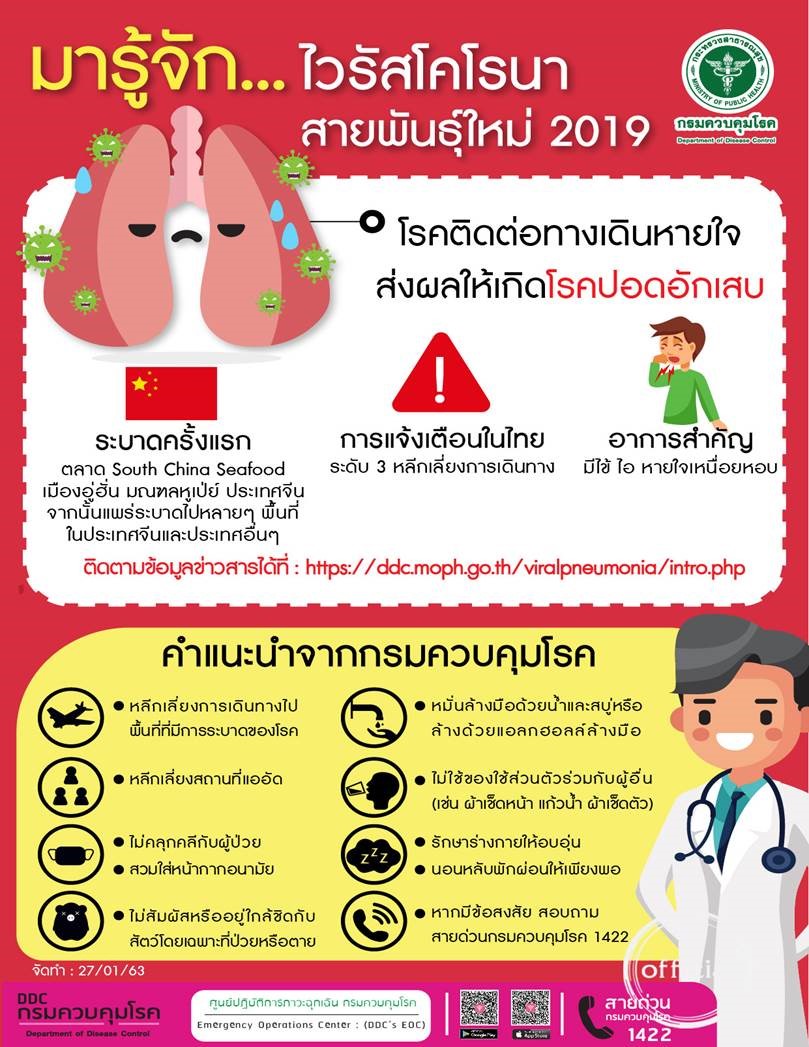 มารู้จัก... ไวรัสโคโรนา
สายพันธุ์ใหม่ 2019
กระทรวงสาธารณสุข
MINISTRY OF PUBLIC HEALTH
กรมควบคุมโรค
Department of Disease Control
โรคติดต่อทางเดินหายใจ
ส่งผลให้เกิดโรคปอดอักเสบ
ระบาดครั้งแรก
ตลาด South China Seafood
เมืองอู่ฮั่น มณฑลหูเป่ย์ ประเทศจีน
จากนั้นแพร่ระบาดไปหลายๆ พื้นที่
ในประเทศจีนและประเทศอื่นๆ
การแจ้งเตือนในไทย
ระดับ 3 หลีกเลี่ยงการเดินทาง
อาการสำคัญ
มีไข้ ไอ หายใจเหนื่อยหอบ
ติดตามข้อมูลข่าวสารได้ที่ : https://ddc.moph.go.th/viralpneumonia/intro.php
คำแนะนำจากกรมควบคุมโรค
• หลีกเลี่ยงการเดินทางไป
พื้นที่ที่มีการระบาดของโรค
• หลีกเลี่ยงสถานที่แออัด
• ไม่คลุกคลีกับผู้ป่วย
• สวมใส่หน้ากากอนามัย
• ไม่สัมผัสหรืออยู่ใกล้ชิดกับ
สัตว์โดยเฉพาะที่ป่วยหรือตาย
• หมั่นล้างมือด้วยน้ำและสบู่หรือ
ล้างด้วยแอลกฮอลล์ล้างมือ
• ไม่ใช้ของใช้ส่วนตัวร่วมกับผู้อื่น
(เช่น ผ้าเช็ดหน้า แก้วน้ำ ผ้าเช็ดตัว)
zzz
• รักษาร่างกายให้อบอุ่น
• นอนหลับพักผ่อนให้เพียงพอ
• หากมีข้อสงสัย สอบถาม
สายด่วนกรมควบคุมโรค 1422
จัดทำ : 27/01/63
official
DDC
กรมควบคุมโรค
Department of Disease Control
ศูนย์ปฏิบัติการภาวะฉุกเฉิน กรมควบคุมโรค
Emergency Operations Center : (DDC's EOC)
Google Play
App Store
สายด่วน
กรมควบคุมโรค
1422